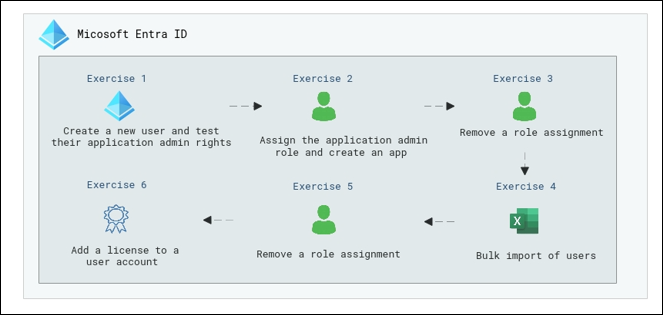 Microsoft Entra ID
Exercise 1
Create a new user and test
their application admin rights
Exercise 2
Assign the application admin
role and create an app
Exercise 3
Remove a role assignment
Exercise 4
X
Bulk import of users
Exercise 5
Remove a role assignment
Exercise 6
Add a license to a
user account